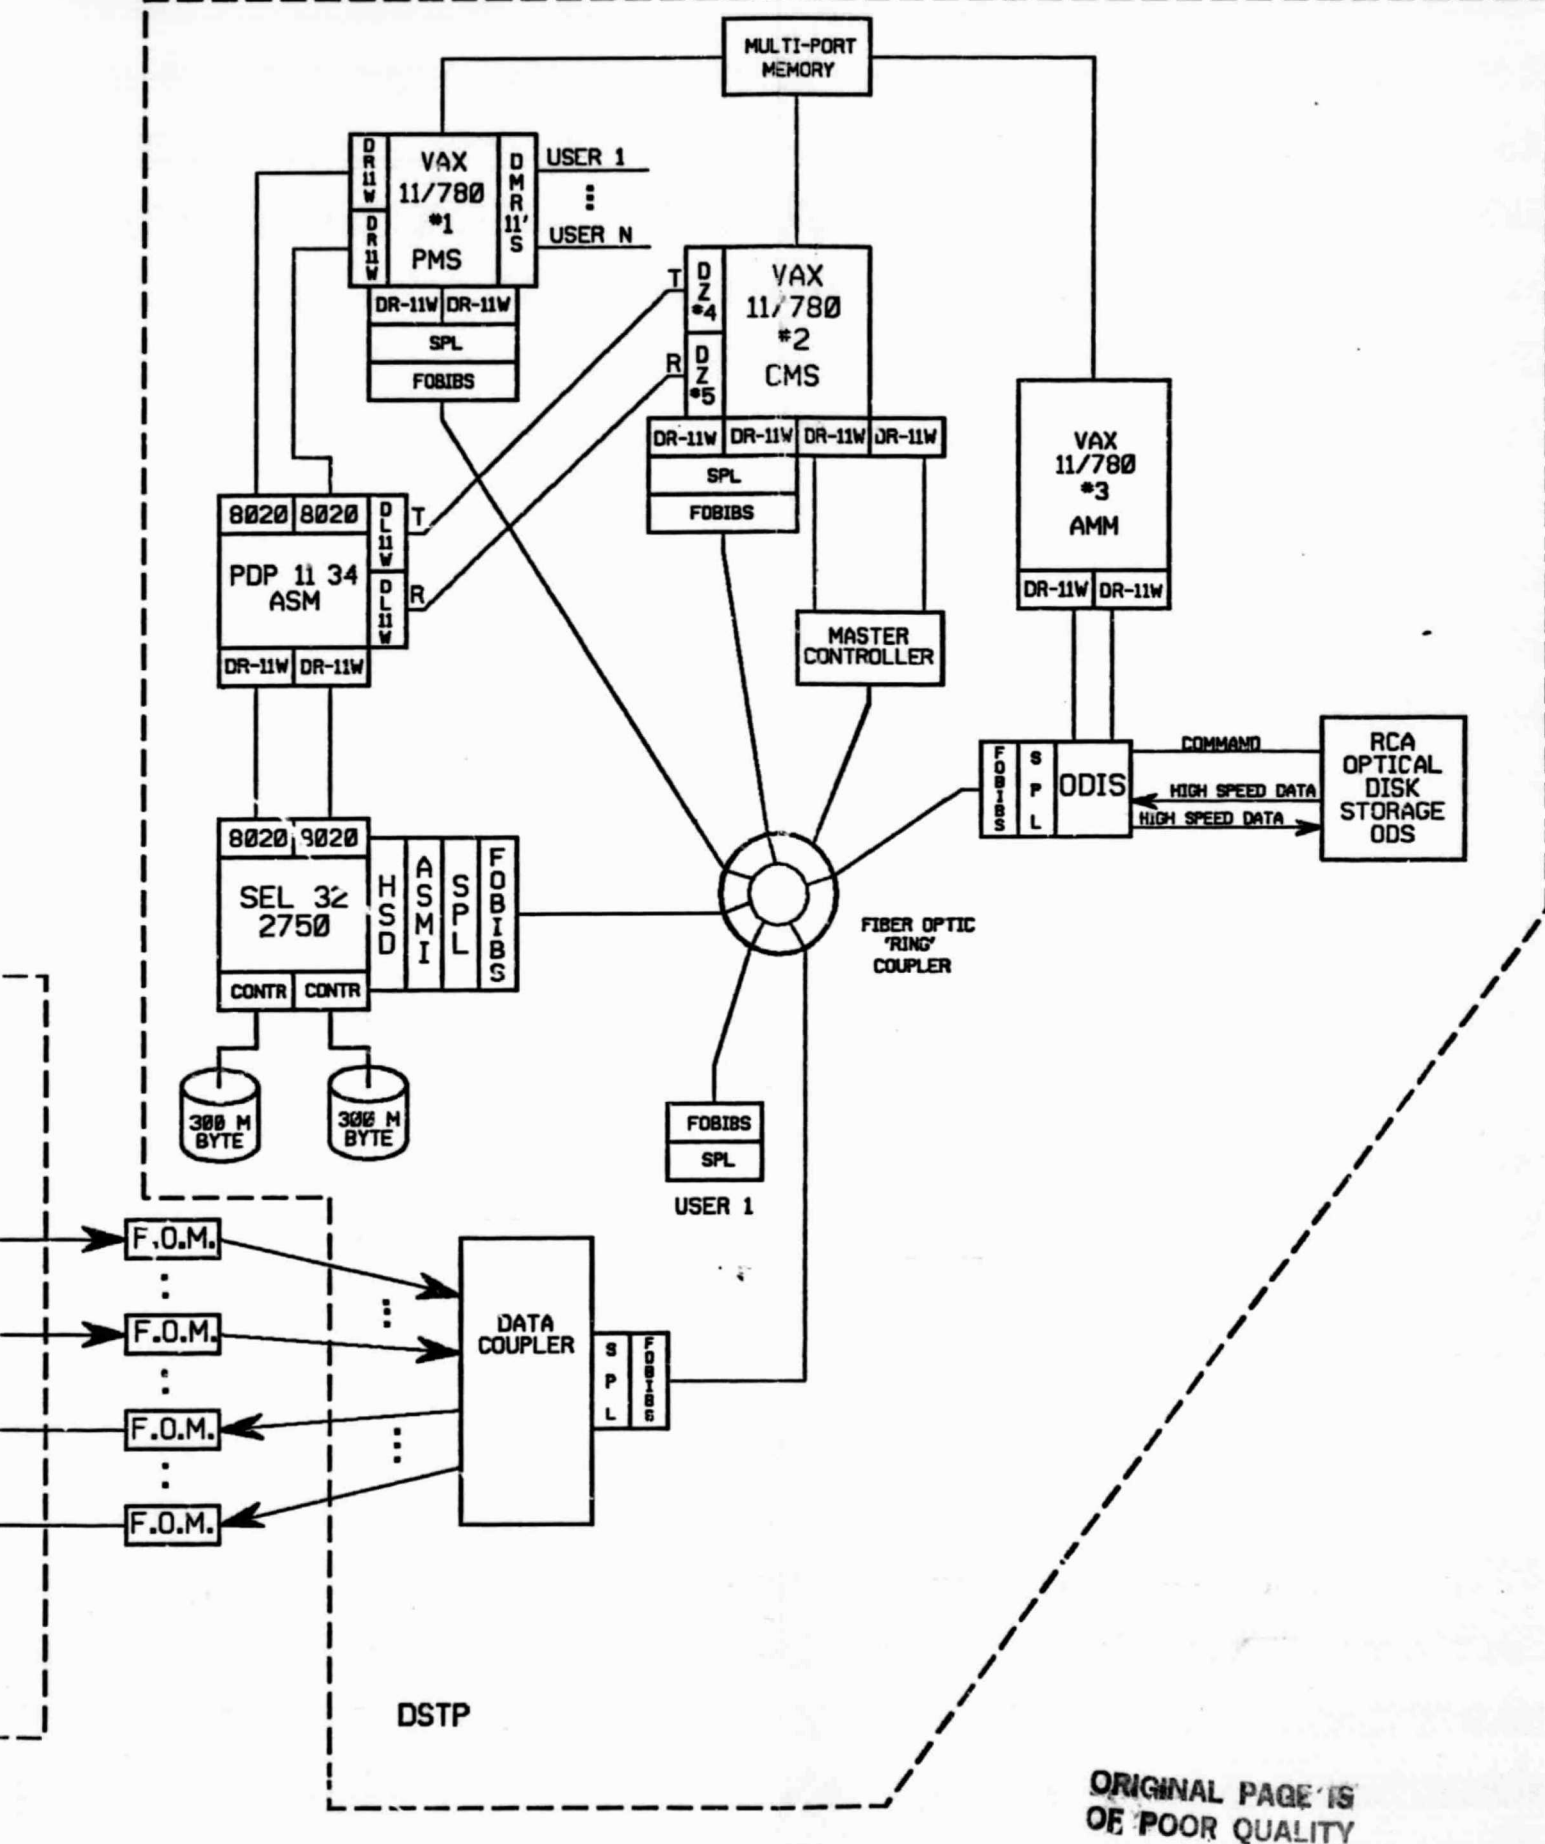 MULTI-PORT
MEMORY
DR11W
DR11W
VAX
11/780
#1
PMS
DMR11'S
USER 1
USER N
DR-11W DR-11W
SPL
FOBIBS
T
R
DZ#4
DZ#5
VAX
11/780
#2
CMS
DR-11W DR-11W DR-11W DR-11W
SPL
FOBIBS
VAX
11/780
#3
AMM
DR-11W DR-11W
8020 8020
PDP 11 34
ASM
DL11W
DL11W
T
R
DR-11W DR-11W
MASTER
CONTROLLER
FOBIBS
SPL
ODIS
COMMAND
HIGH SPEED DATA
HIGH SPEED DATA
RCA
OPTICAL
DISK
STORAGE
ODS
8020 8020
SEL 32
2750
HSD
ASMI
SPL
FOBIBS
CONTR CONTR
FIBER OPTIC
'RING'
COUPLER
300 M
BYTE
300 M
BYTE
FOBIBS
SPL
USER 1
F.O.M.
F.O.M.
F.O.M.
F.O.M.
DATA
COUPLER
SPL
FOBIBS
DSTP
ORIGINAL PAGE IS
OF POOR QUALITY